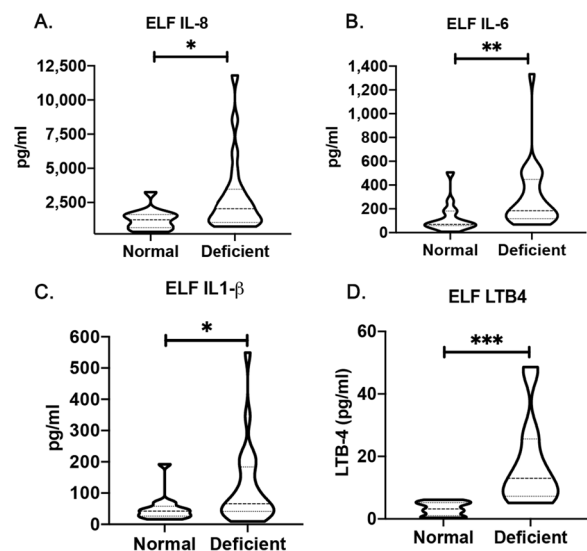 A.
ELF IL-8
*
12,500
10,000
7,500
5,000
2,500
pg/ml
Normal Deficient
B.
ELF IL-6
**
1,400
1,200
1,000
800
600
400
200
0
pg/ml
Normal Deficient
C.
ELF IL1-β
*
600
500
400
300
200
100
0
pg/ml
Normal Deficient
D.
ELF LTB4
***
60
40
20
0
LTB-4 (pg/ml)
Normal Deficient